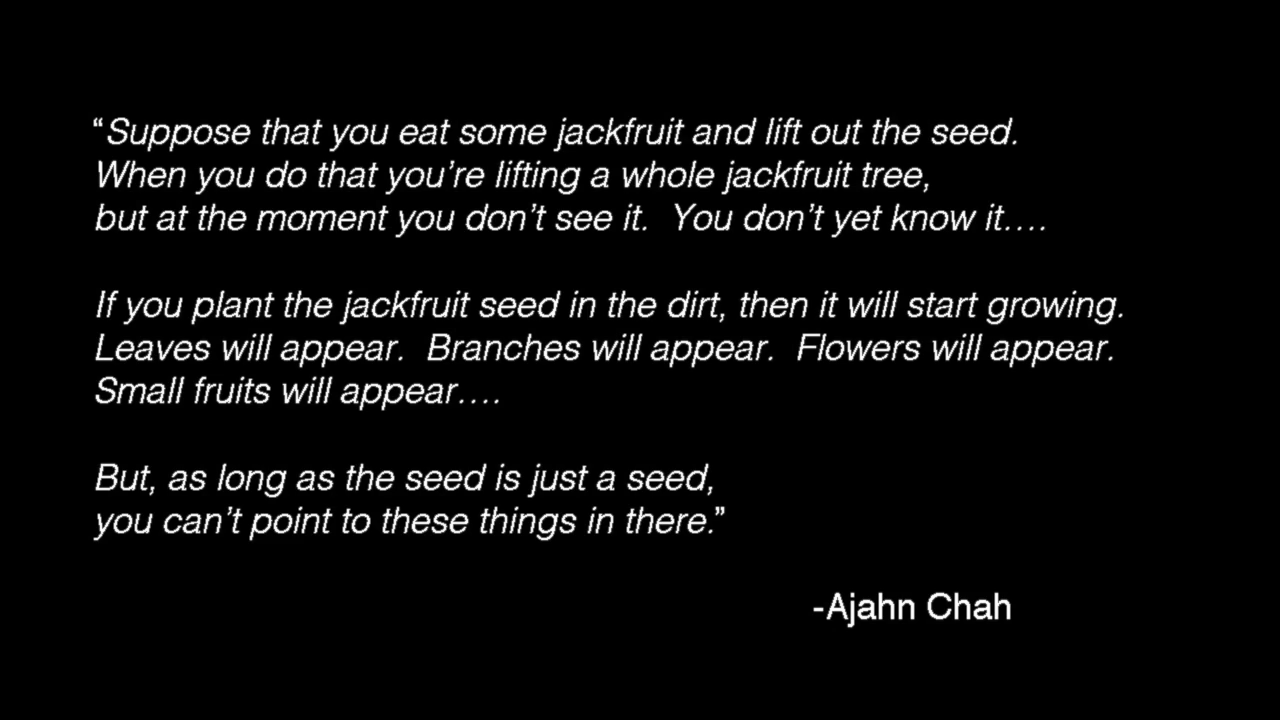 “Suppose that you eat some jackfruit and lift out the seed.
When you do that you’re lifting a whole jackfruit tree,
but at the moment you don’t see it.  You don’t yet know it….
If you plant the jackfruit seed in the dirt, then it will start growing.
Leaves will appear.  Branches will appear.  Flowers will appear.
Small fruits will appear….
But, as long as the seed is just a seed,
you can’t point to these things in there.”
-Ajahn Chah